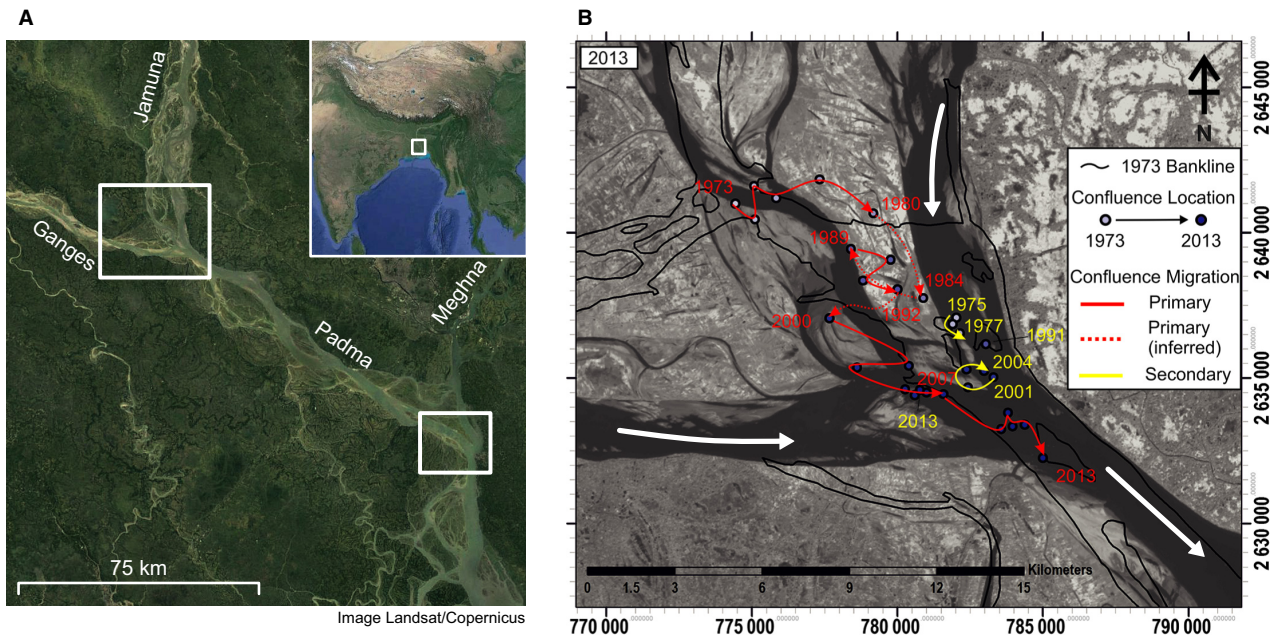 A
Jamuna
Ganges
Padma
Meghna
75 km
Image Landsat/Copernicus
B
2013
N
1973 Bankline
Confluence Location
1973
2013
Confluence Migration
Primary
Primary
(inferred)
Secondary
1973
1980
1989
1984
1992
2000
1975
1977
1991
2004
2001
2007
2013
2013
Kilometers
0 1.5 3 6 9 12 15
2 645 000
2 640 000
2 635 000
2 630 000
770 000 775 000 780 000 785 000 790 000